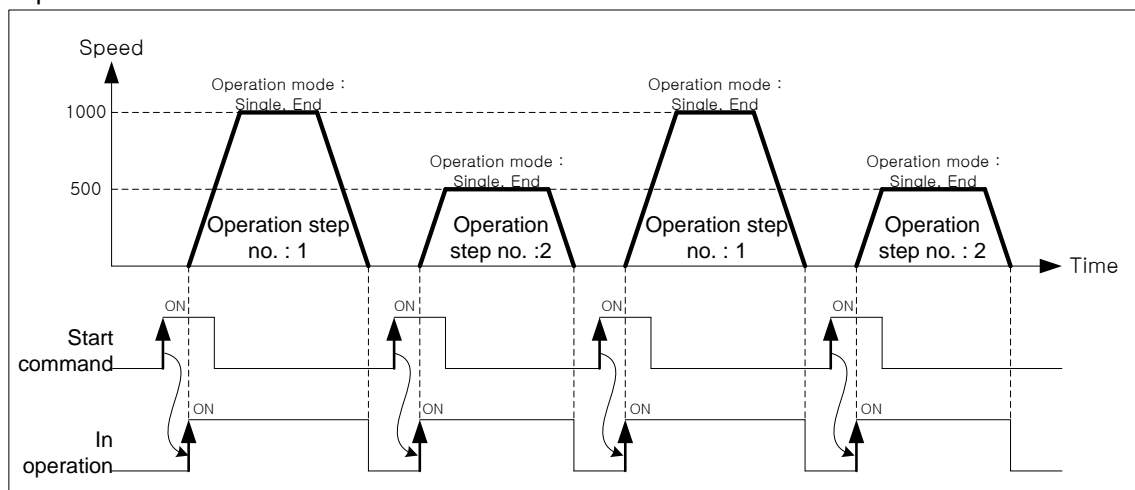 Speed
Operation mode :
Single, End
Operation mode :
Single, End
1000
Operation mode :
Single, End
Operation mode :
Single, End
500
Operation step
no. : 1
Operation
step no. :2
Operation step
no. : 1
Operation
step no. : 2
Time
ON
ON
ON
ON
Start
command
ON
ON
ON
ON
In
operation